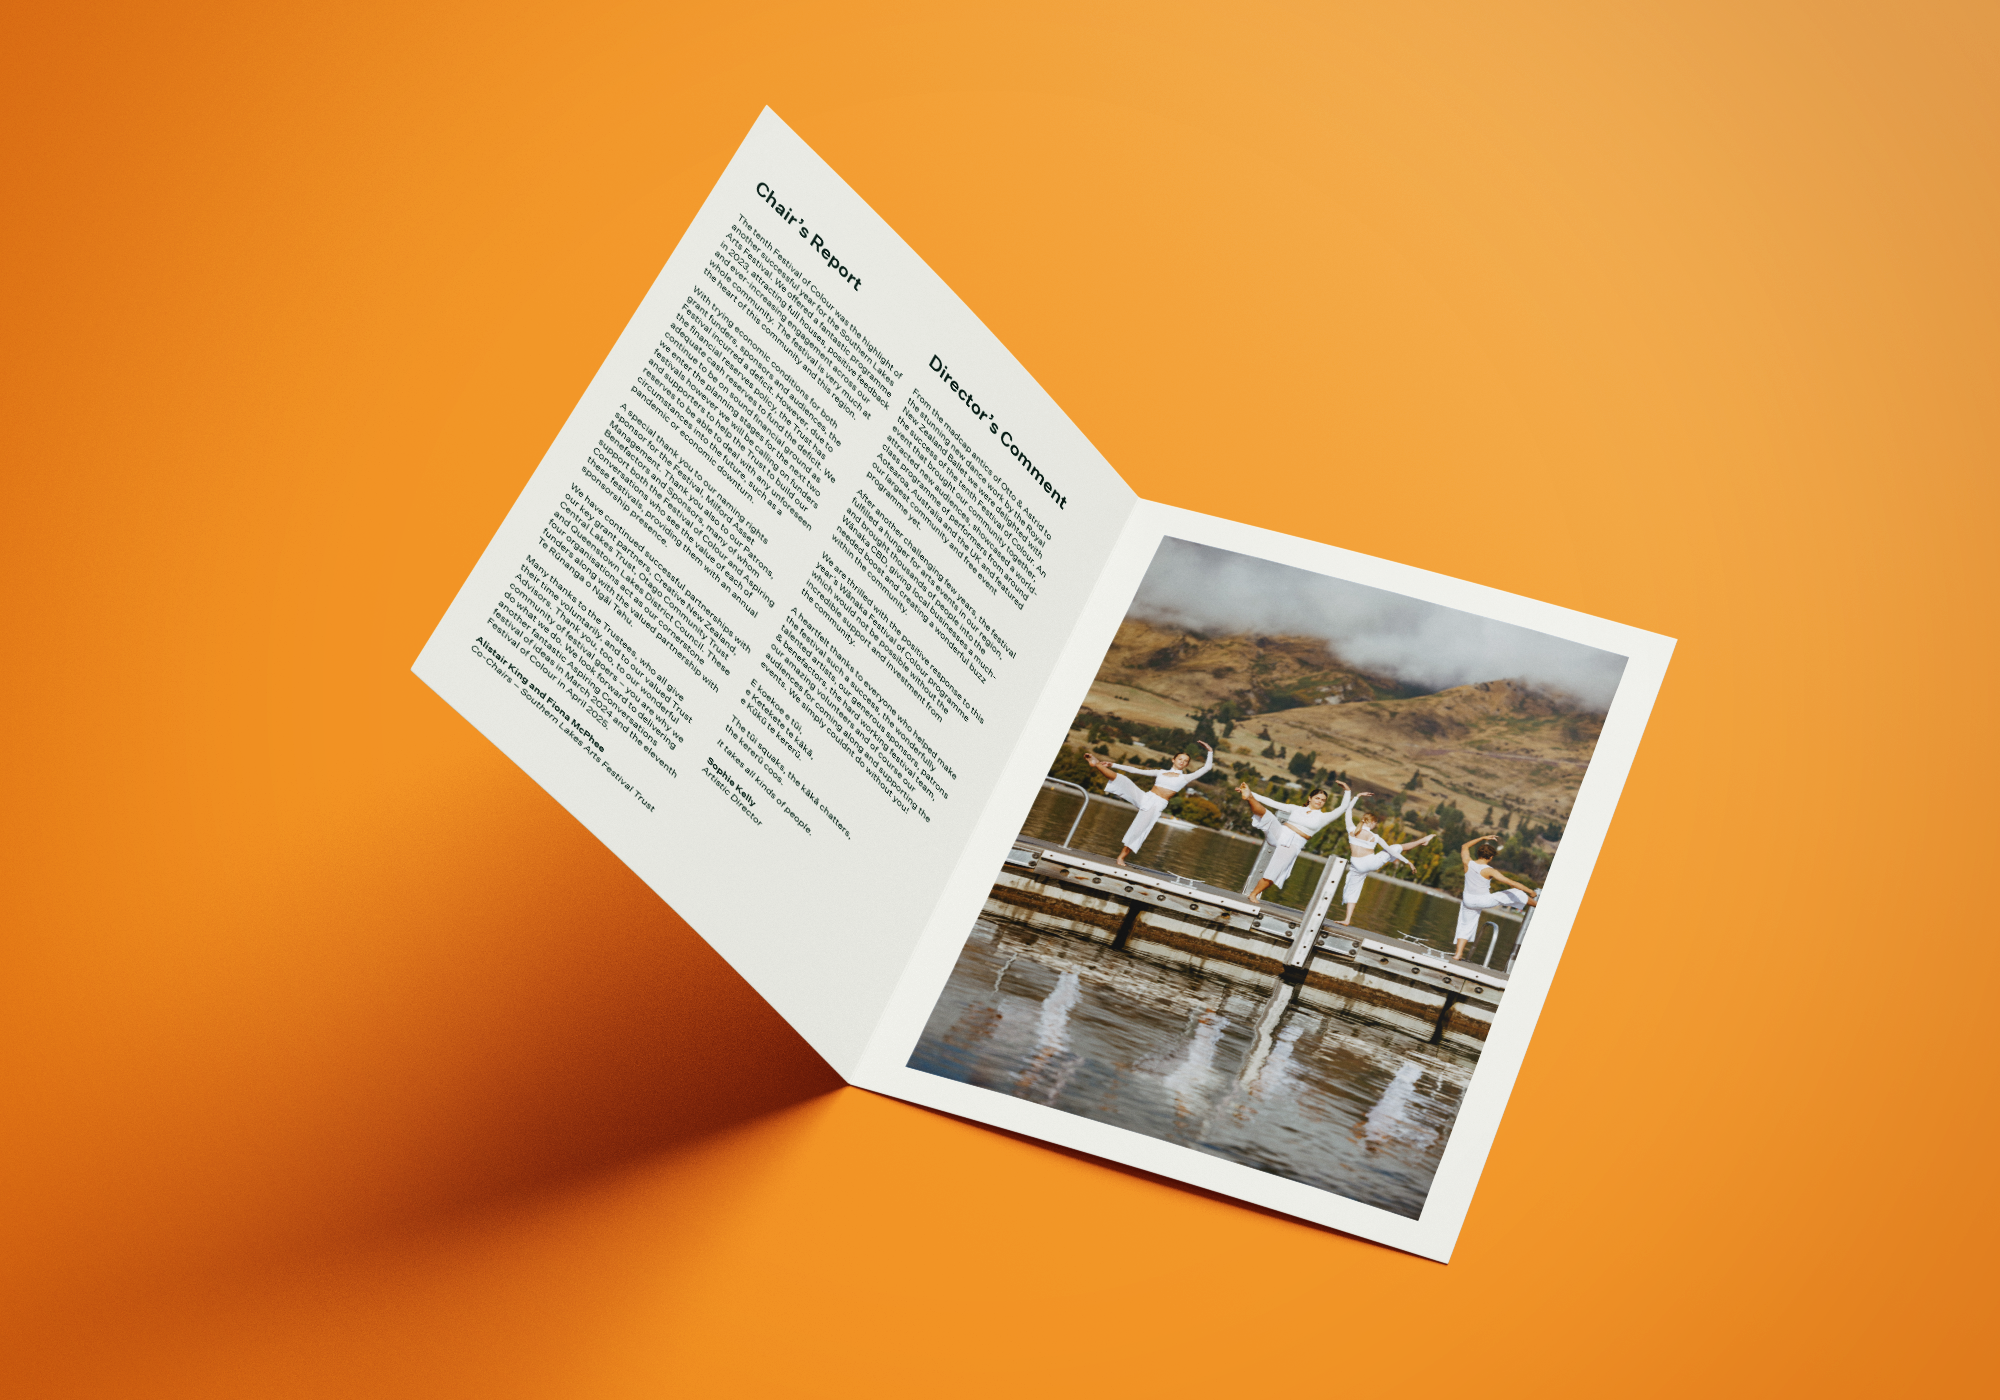 Chair's Report
The tenth Festival of Colour was the highlight of
another successful year for the Southern Lakes
Arts Festival. We offered a fantastic programme
in 2023, attracting full houses, positive feedback
and ever-increasing engagement across our
whole community. The festival is very much at
the heart of this community and this region.
With trying economic conditions for both
grant funders, sponsors and audiences, the
Festival incurred a deficit. However, due to
the financial reserves policy, the Trust has
adequate cash reserves to fund the deficit. We
continue to be on sound financial ground as
we enter the planning stages for the next two
festivals however we will be calling on funders
and supporters to help the Trust to build our
reserves to be able to deal with any unforeseen
circumstances into the future, such as a
pandemic or economic downturn.
A special thank you to our naming rights
sponsor for the Festival, Milford Asset
Management. Thank you also to our Patrons,
Benefactors and Sponsors, many of whom
support both the Festival of Colour and Aspiring
Conversations who see the value of each of
these festivals, providing them with an annual
sponsorship presence.
We have continued successful partnerships with
our key grant partners, Creative New Zealand,
Central Lakes Trust, Otago Community Trust
and Queenstown Lakes District Council. These
funder organisations act as our cornerstone
funders along with the valued partnership with
Te Rūnanga o Ngāi Tahu.
Many thanks to the Trustees, who all give
their time voluntarily, and to our valued Trust
Advisors. Thank you, too, to our wonderful
community of festival goers – you are why we
do what we do. We look forward to delivering
another fantastic Aspiring Conversations
festival of ideas in March 2024 and the eleventh
Festival of Colour in April 2025.
Alistair King and Fiona McPhee
Co-Chairs – Southern Lakes Arts Festival Trust
Director's Comment
From the madcap antics of Otto & Astrid to
the stunning new dance work by the Royal
New Zealand Ballet we were delighted with
the success of the tenth Festival of Colour. An
event that brought our community together,
attracted new audiences, showcased a world-
class programme of performers from around
Aotearoa, Australia and the UK and featured
our largest community and free event
programme yet.
After another challenging few years, the festival
fulfilled a hunger for arts events in our region,
and brought thousands of people into the
Wānaka CBD, giving local businesses a much-
needed boost and creating a wonderful buzz
within the community.
We are thrilled with the positive response to this
year's Wānaka Festival of Colour programme
which would not be possible without the
incredible support and investment from
the community.
A heartfelt thanks to everyone who helped make
the festival such a success, the wonderfully
talented artists, our generous sponsors, patrons
& benefactors, the hard working festival team,
our amazing volunteers and of course our
audiences for coming along and supporting the
events. We simply couldnt do without you!
E koekoe e tūi,
e Ketekete te kākā,
e Kūkū te kererū.
The tūi squaks, the kākā chatters,
the kererū coos.
It takes all kinds of people.
Sophie Kelly
Artistic Director